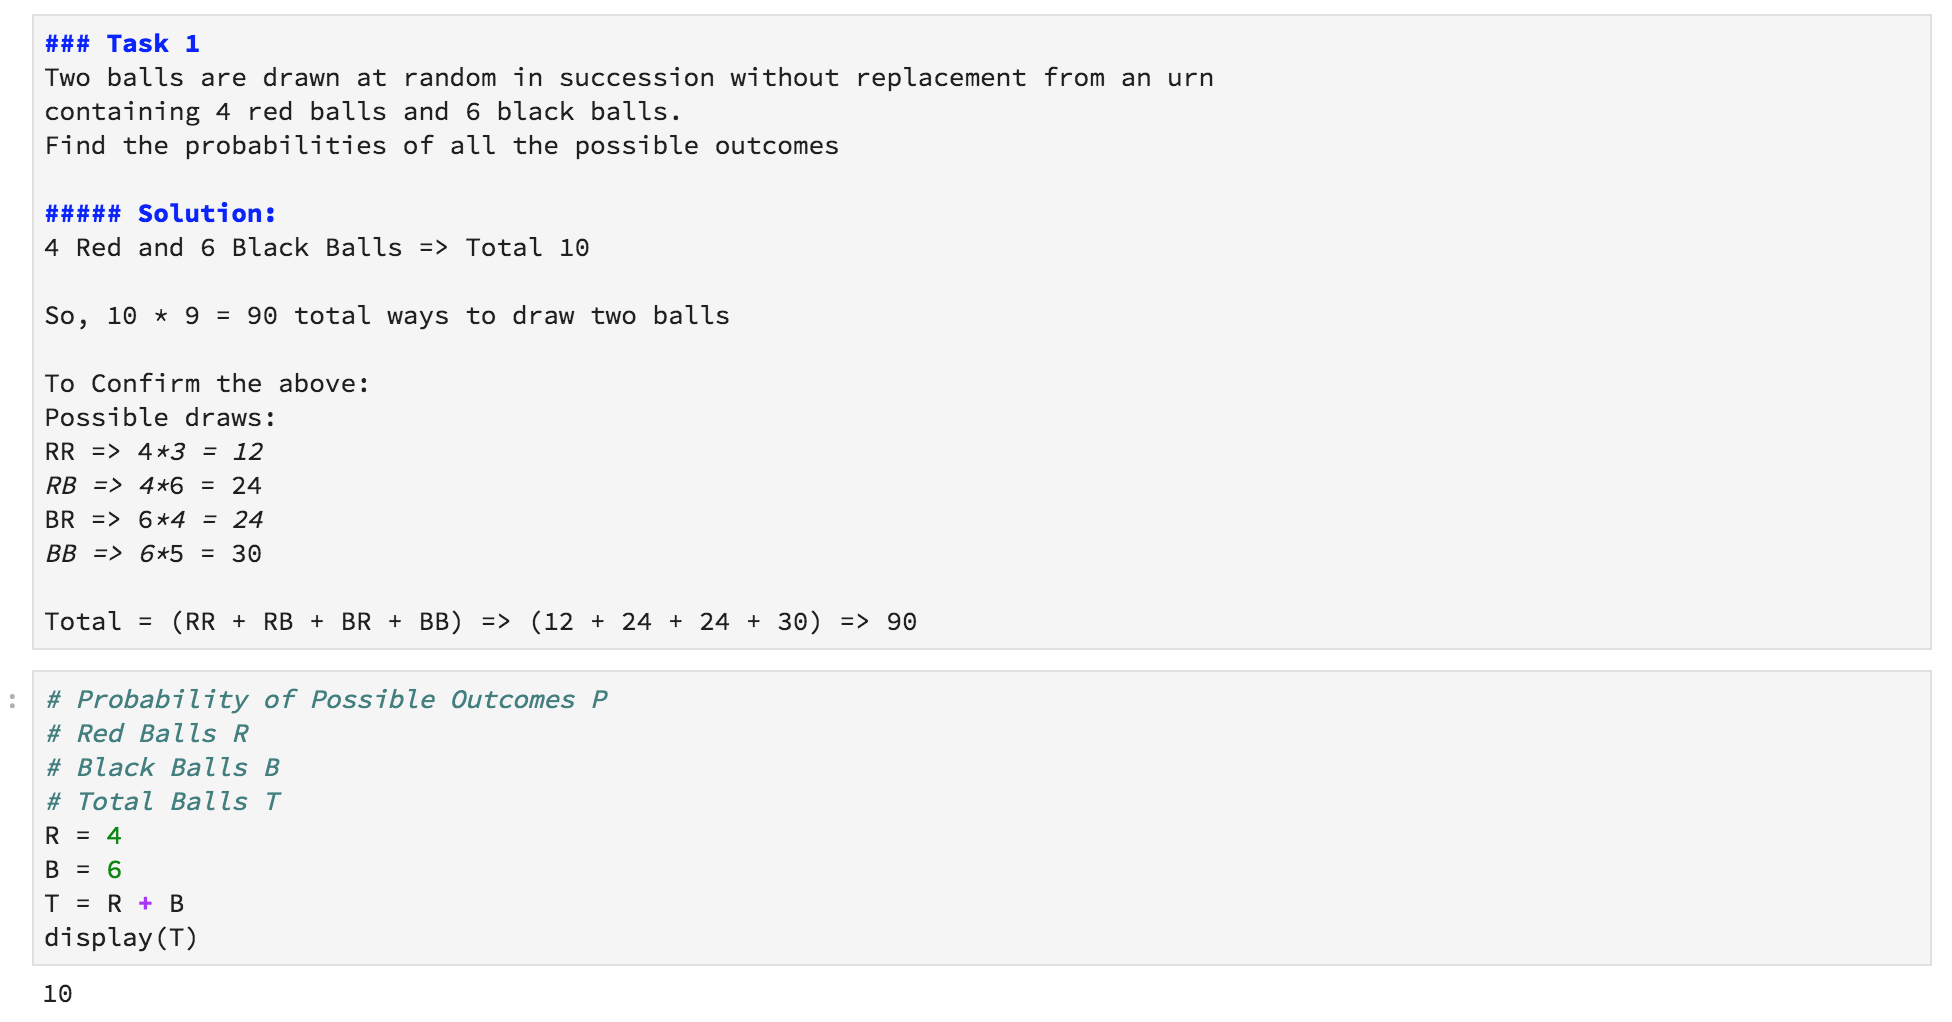 ### Task 1
Two balls are drawn at random in succession without replacement from an urn
containing 4 red balls and 6 black balls.
Find the probabilities of all the possible outcomes
##### Solution:
4 Red and 6 Black Balls => Total 10
So, 10 * 9 = 90 total ways to draw two balls
To Confirm the above:
Possible draws:
RR => 4*3 = 12
RB => 4*6 = 24
BR => 6*4 = 24
BB => 6*5 = 30
Total = (RR + RB + BR + BB) => (12 + 24 + 24 + 30) => 90
:
# Probability of Possible Outcomes P
# Red Balls R
# Black Balls B
# Total Balls T
R = 4
B = 6
T = R + B
display(T)
10